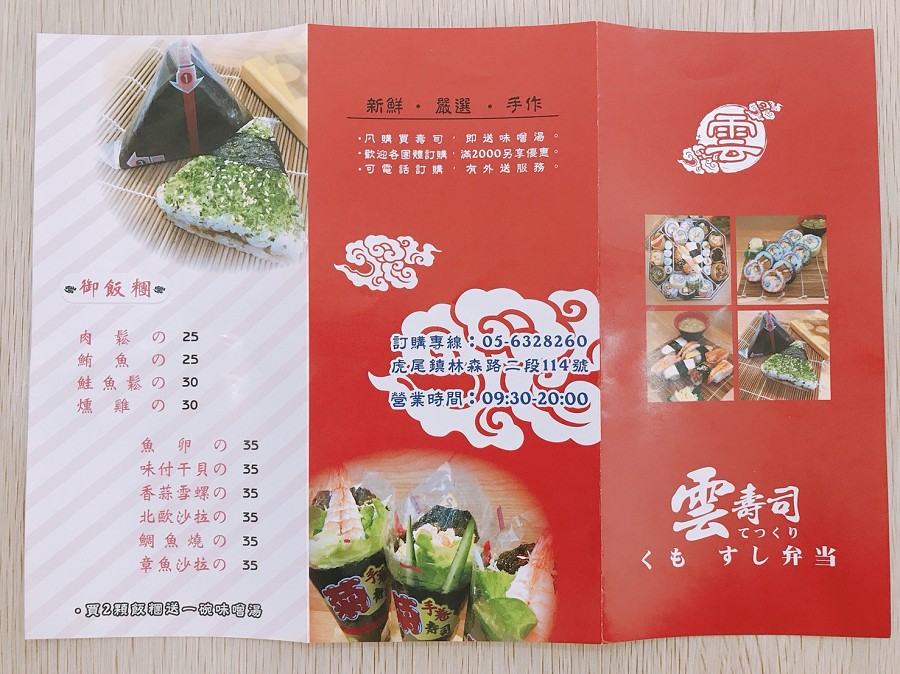 御飯糰
肉鬆の 25
鮪魚の 25
鮭魚鬆の 30
燻雞の 30
魚卵の 35
味付干貝の 35
香蒜雪螺の 35
北歐沙拉の 35
鯛魚燒の 35
章魚沙拉の 35
•買2顆飯糰送一碗味噌湯
新鮮•嚴選•手作
•凡購買壽司,即送味噌湯。
•歡迎各團體訂購,滿2000另享優惠。
•可電話訂購,有外送服務。
訂購專線:05-6328260
虎尾鎮林森路二段114號
營業時間:09:30-20:00
手卷
壽司
手卷
壽司
雲
雲壽司
てつくり
くも すし弁当